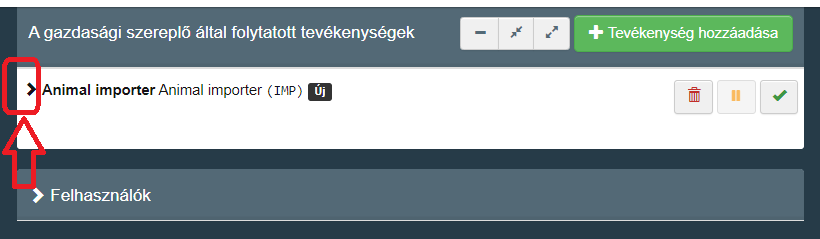 A gazdasági szereplő által folytatott tevékenységek
Tevékenység hozzáadása
Animal importer Animal importer (IMP) Új
Felhasználók